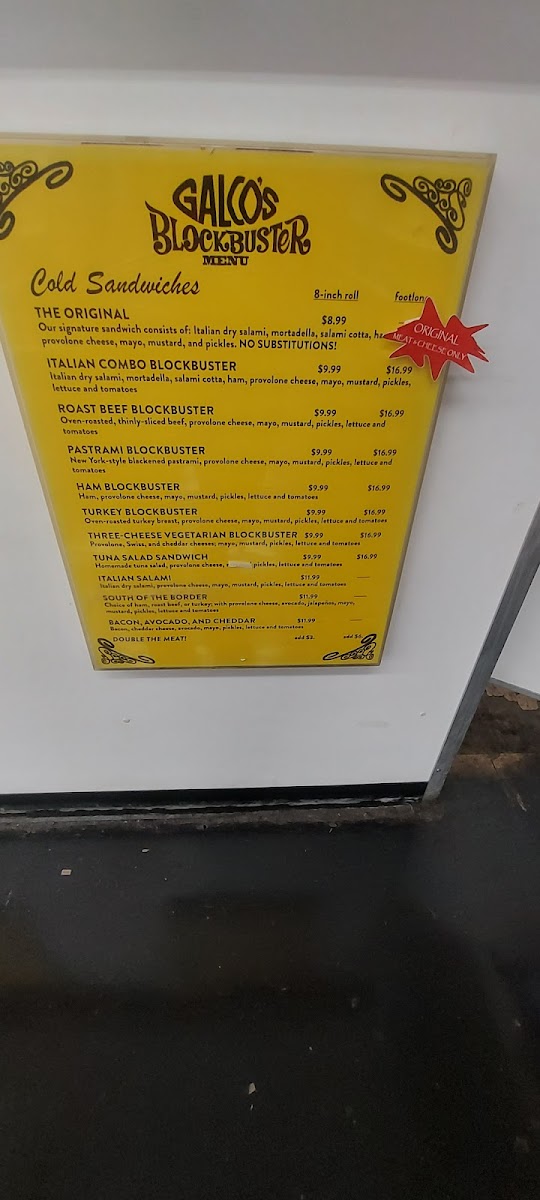 GALCO'S
BLOCKBUSTER
MENU
Cold Sandwiches
8-inch roll footlon
THE ORIGINAL $8.99
Our signature sandwich consists of: Italian dry salami, mortadella, salami cotta, ha
provolone cheese, mayo, mustard, and pickles. NO SUBSTITUTIONS!
ORIGINAL
MEAT + CHEESE ONLY
ITALIAN COMBO BLOCKBUSTER $9.99 $16.99
Italian dry salami, mortadella, salami cotta, ham, provolone cheese, mayo, mustard, pickles,
lettuce and tomatoes
ROAST BEEF BLOCKBUSTER $9.99 $16.99
Oven-roasted, thinly-sliced beef, provolone cheese, mayo, mustard, pickles, lettuce and
tomatoes
PASTRAMI BLOCKBUSTER $9.99 $16.99
New York-style blackened pastrami, provolone cheese, mayo, mustard, pickles, lettuce and
tomatoes
HAM BLOCKBUSTER $9.99 $16.99
Ham, provolone cheese, mayo, mustard, pickles, lettuce and tomatoes
TURKEY BLOCKBUSTER $9.99 $16.99
Oven-roasted turkey breast, provolone cheese, mayo, mustard, pickles, lettuce and tomatoes
THREE-CHEESE VEGETARIAN BLOCKBUSTER $9.99 $16.99
Provolone, Swiss, and cheddar cheeses; mayo, mustard, pickles, lettuce and tomatoes
TUNA SALAD SANDWICH $9.99 $16.99
Homemade tuna salad, provolone cheese, pickles, lettuce and tomatoes
ITALIAN SALAMI $11.99 —
Italian dry salami, provolone cheese, mayo, mustard, pickles, lettuce and tomatoes
SOUTH OF THE BORDER $11.99 —
Choice of ham, roast beef, or turkey; with provolone cheese, avocado, jalapeños, mayo,
mustard, pickles, lettuce and tomatoes
BACON, AVOCADO, AND CHEDDAR $11.99 —
Bacon, cheddar cheese, avocado, mayo, pickles, lettuce and tomatoes
DOUBLE THE MEAT! add $3. add $6.